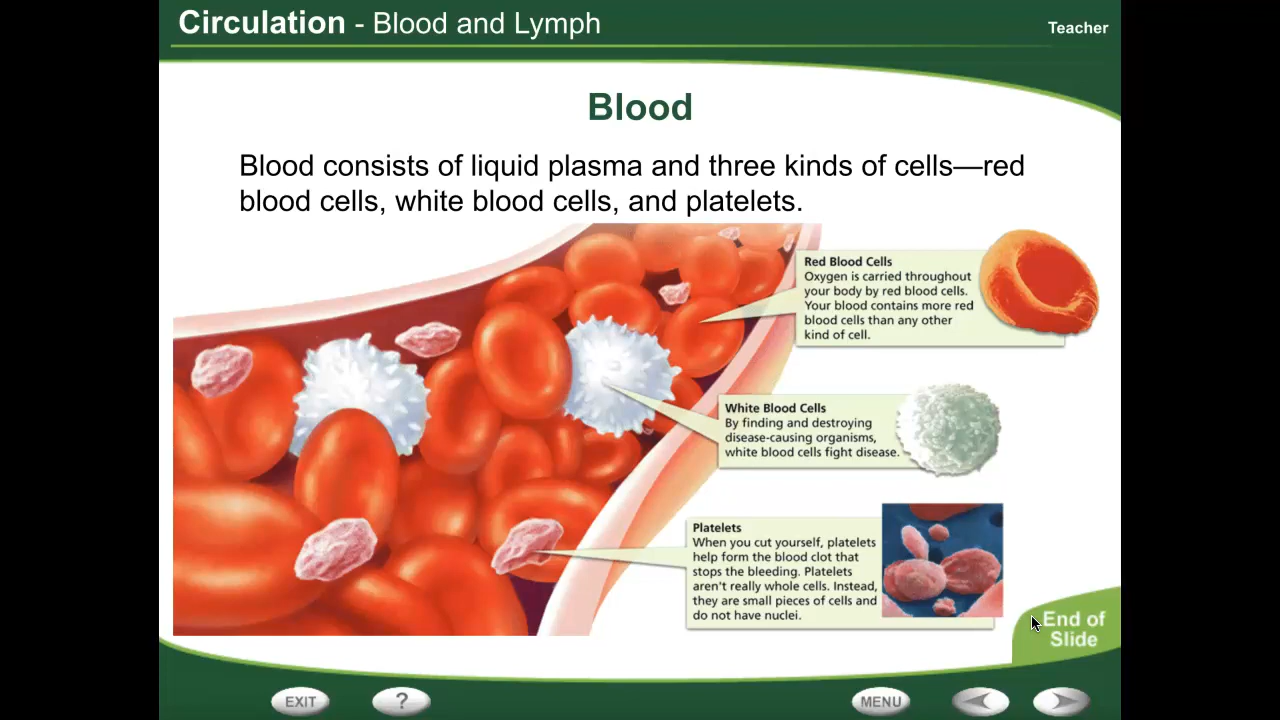 Circulation - Blood and Lymph
Teacher
Blood
Blood consists of liquid plasma and three kinds of cells—red
blood cells, white blood cells, and platelets.
Red Blood Cells
Oxygen is carried throughout
your body by red blood cells.
Your blood contains more red
blood cells than any other
kind of cell.
White Blood Cells
By finding and destroying
disease-causing organisms,
white blood cells fight disease.
Platelets
When you cut yourself, platelets
help form the blood clot that
stops the bleeding. Platelets
aren't really whole cells. Instead,
they are small pieces of cells and
do not have nuclei.
End of
Slide
EXIT
?
MENU